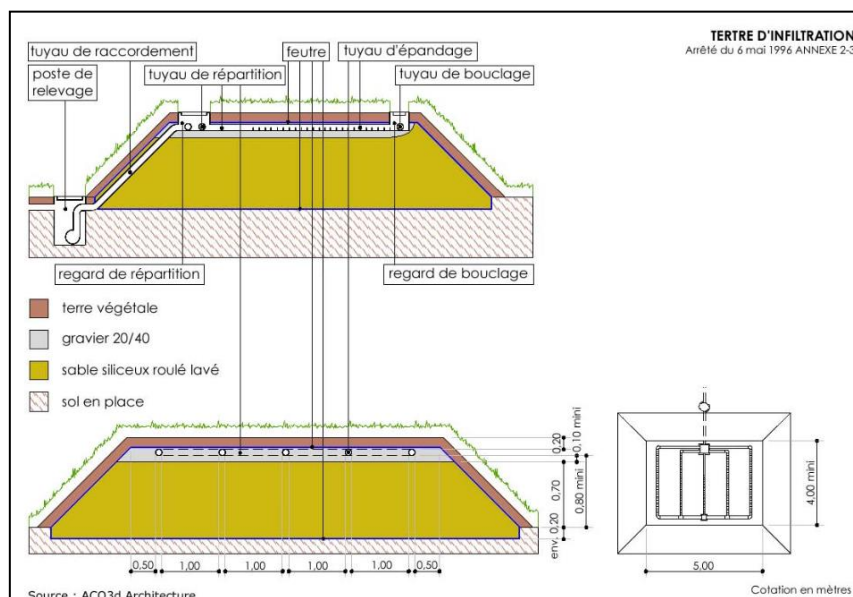 TERTRE D'INFILTRATION
Arrêté du 6 mai 1996 ANNEXE 2-3
tuyau de raccordement
feutre
tuyau d'épandage
poste de
relevage
tuyau de répartition
tuyau de bouclage
regard de répartition
regard de bouclage
terre végétale
gravier 20/40
sable siliceux roulé lavé
sol en place
0,20
0,10 mini
0,70
0,80 mini
env. 0,20
0,50
1,00
1,00
1,00
1,00
0,50
4,00 mini
5,00
Source : ACO3d Architecture
Cotation en mètres